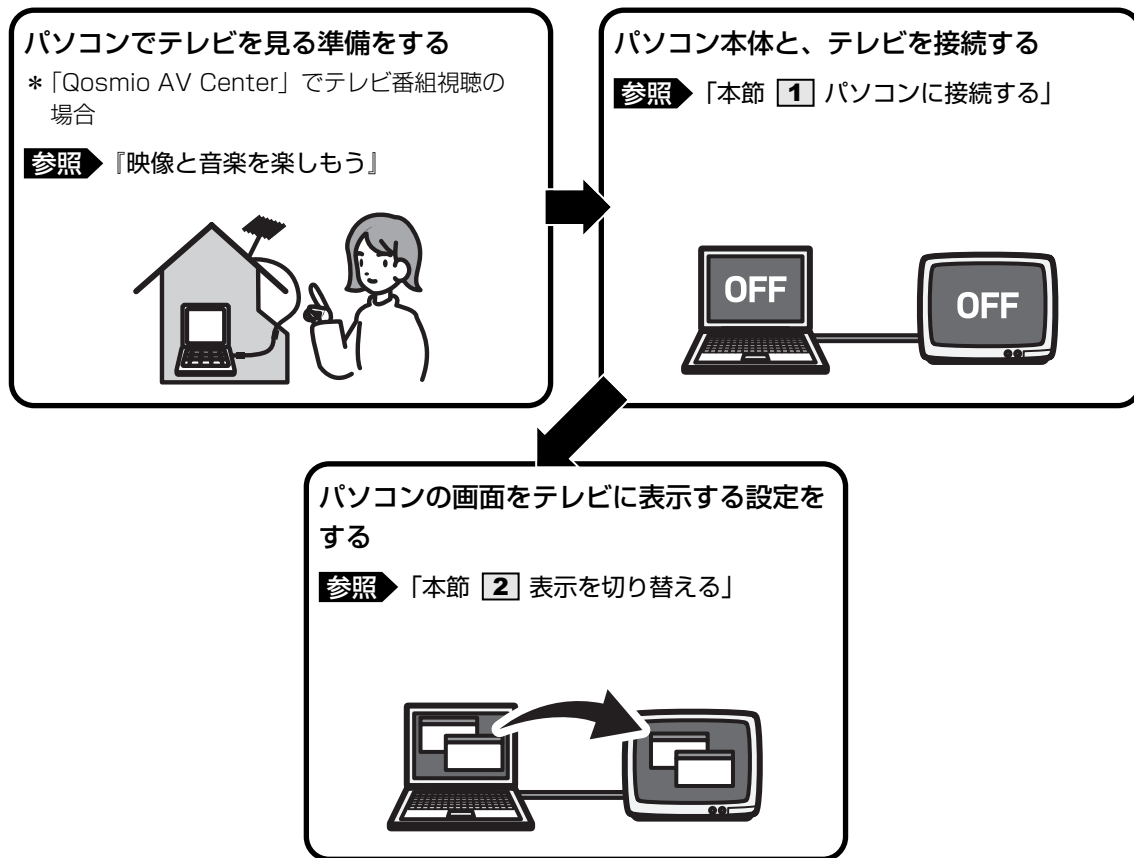 パソコンでテレビを見る準備をする
＊「Qosmio AV Center」でテレビ番組視聴の
場合
参照 『映像と音楽を楽しもう』
パソコン本体と、テレビを接続する
参照 「本節 1 パソコンに接続する」
OFF
OFF
パソコンの画面をテレビに表示する設定を
する
参照 「本節 2 表示を切り替える」